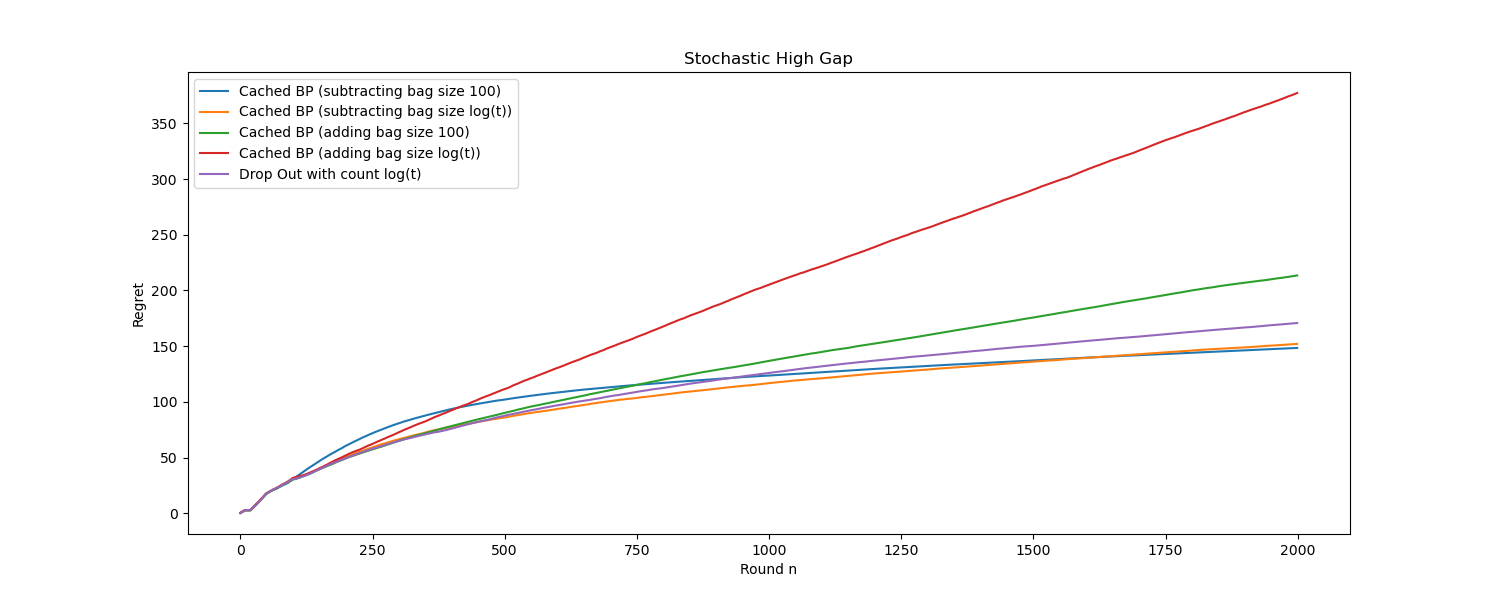 Stochastic High Gap
Cached BP (subtracting bag size 100)
Cached BP (subtracting bag size log(t))
Cached BP (adding bag size 100)
Cached BP (adding bag size log(t))
Drop Out with count log(t)
350
300
250
200
150
100
50
0
Regret
0 250 500 750 1000 1250 1500 1750 2000
Round n